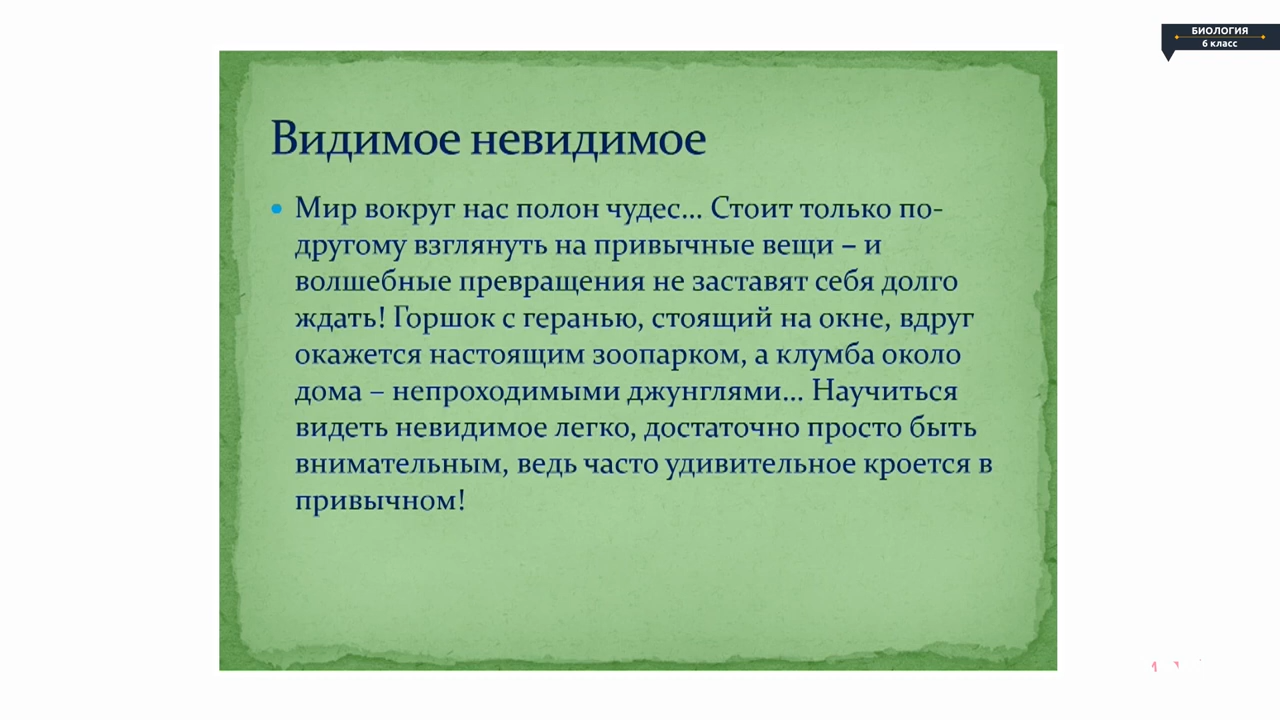 БИОЛОГИЯ
6 класс
Видимое невидимое
• Мир вокруг нас полон чудес... Стоит только по-
другому взглянуть на привычные вещи – и
волшебные превращения не заставят себя долго
ждать! Горшок с геранью, стоящий на окне, вдруг
окажется настоящим зоопарком, а клумба около
дома – непроходимыми джунглями... Научиться
видеть невидимое легко, достаточно просто быть
внимательным, ведь часто удивительное кроется в
привычном!